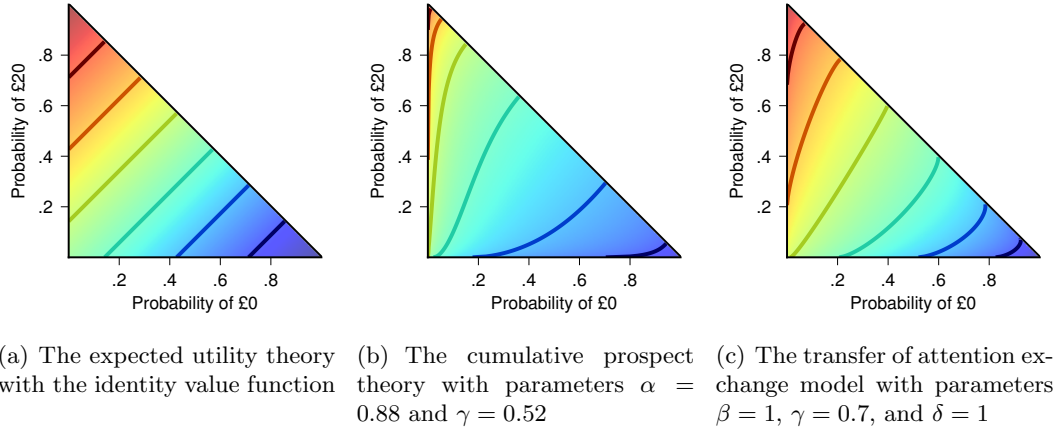 .8
.6
.4
.2
Probability of £20
.2 .4 .6 .8
Probability of £0
.8
.6
.4
.2
Probability of £20
.2 .4 .6 .8
Probability of £0
.8
.6
.4
.2
Probability of £20
.2 .4 .6 .8
Probability of £0
(a) The expected utility theory
with the identity value function
(b) The cumulative prospect
theory with parameters α =
0.88 and γ = 0.52
(c) The transfer of attention ex-
change model with parameters
β = 1, γ = 0.7, and δ = 1